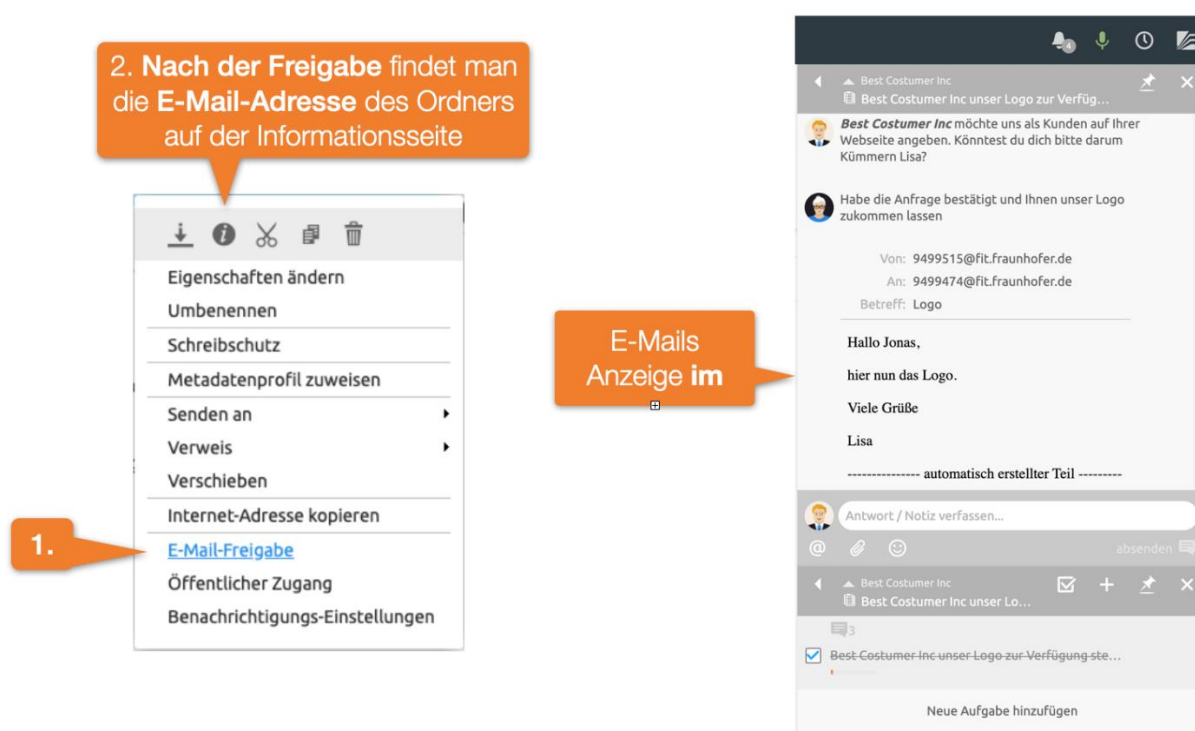 2. Nach der Freigabe findet man
die E-Mail-Adresse des Ordners
auf der Informationsseite
Eigenschaften ändern
Umbenennen
Schreibschutz
Metadatenprofil zuweisen
Senden an
Verweis
Verschieben
Internet-Adresse kopieren
1.
E-Mail-Freigabe
Öffentlicher Zugang
Benachrichtigungs-Einstellungen
E-Mails
Anzeige im
4
Best Costumer Inc
Best Costumer Inc unser Logo zur Verfüg...
Best Costumer Inc möchte uns als Kunden auf Ihrer
Webseite angeben. Könntest du dich bitte darum
Kümmern Lisa?
Habe die Anfrage bestätigt und Ihnen unser Logo
zukommen lassen
Von: 9499515@fit.fraunhofer.de
An: 9499474@fit.fraunhofer.de
Betreff: Logo
Hallo Jonas,
hier nun das Logo.
Viele Grüße
Lisa
--------------- automatisch erstellter Teil ---------
Antwort / Notiz verfassen...
@ absenden
Best Costumer Inc
Best Costumer Inc unser Lo...
3
Best Costumer Inc unser Logo zur Verfügung ste...
Neue Aufgabe hinzufügen